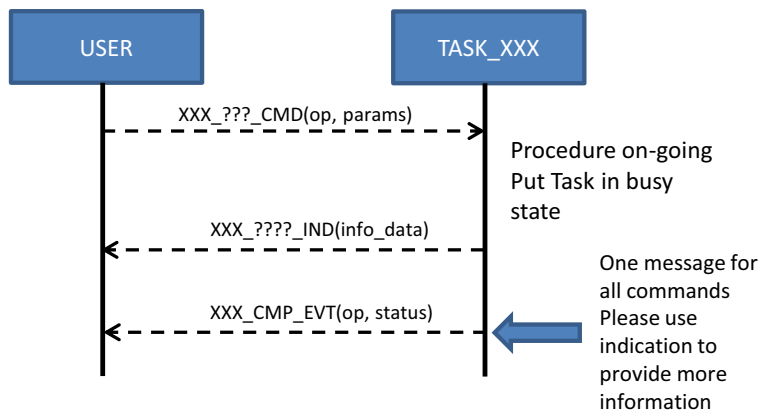 USER
TASK_XXX
XXX_???_CMD(op, params)
Procedure on-going
Put Task in busy
state
XXX_????_IND(info_data)
One message for
all commands
Please use
indication to
provide more
information
XXX_CMP_EVT(op, status)